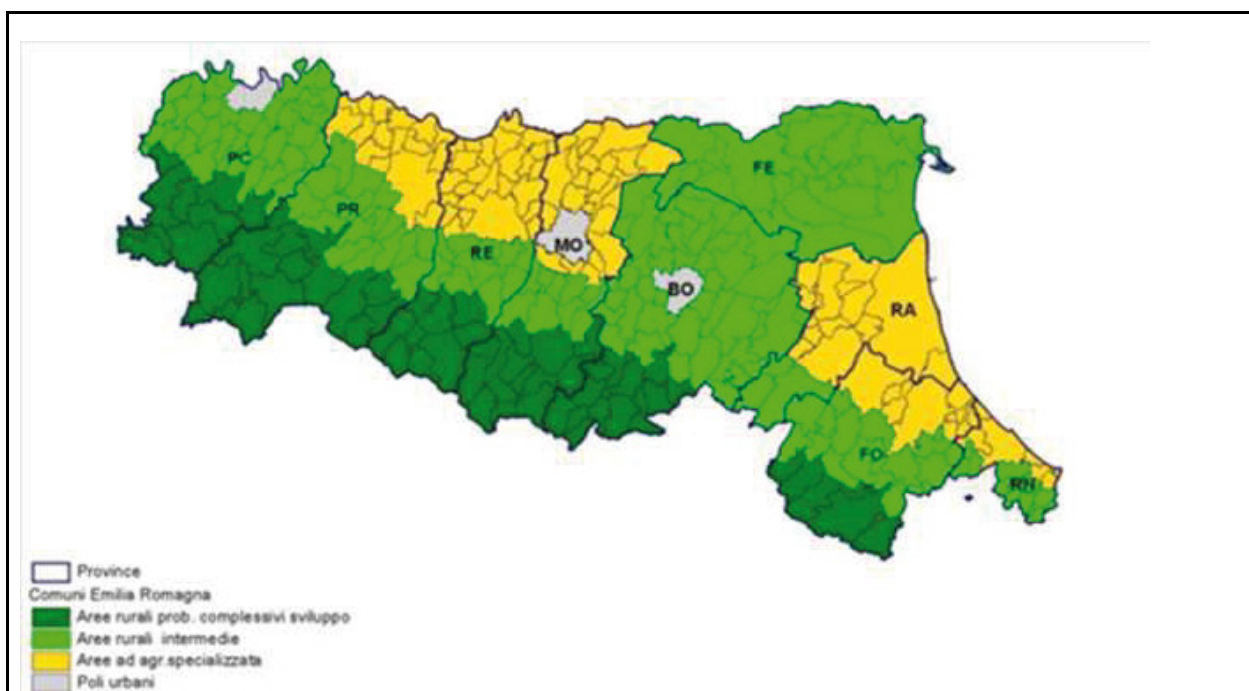 FE
PC
PR
MO
RE
BO
RA
FO
RN
Province
Comuni Emilia Romagna
Aree rurali prob. complessivi sviluppo
Aree rurali intermedie
Aree ad agr.specializzata
Poli urbani